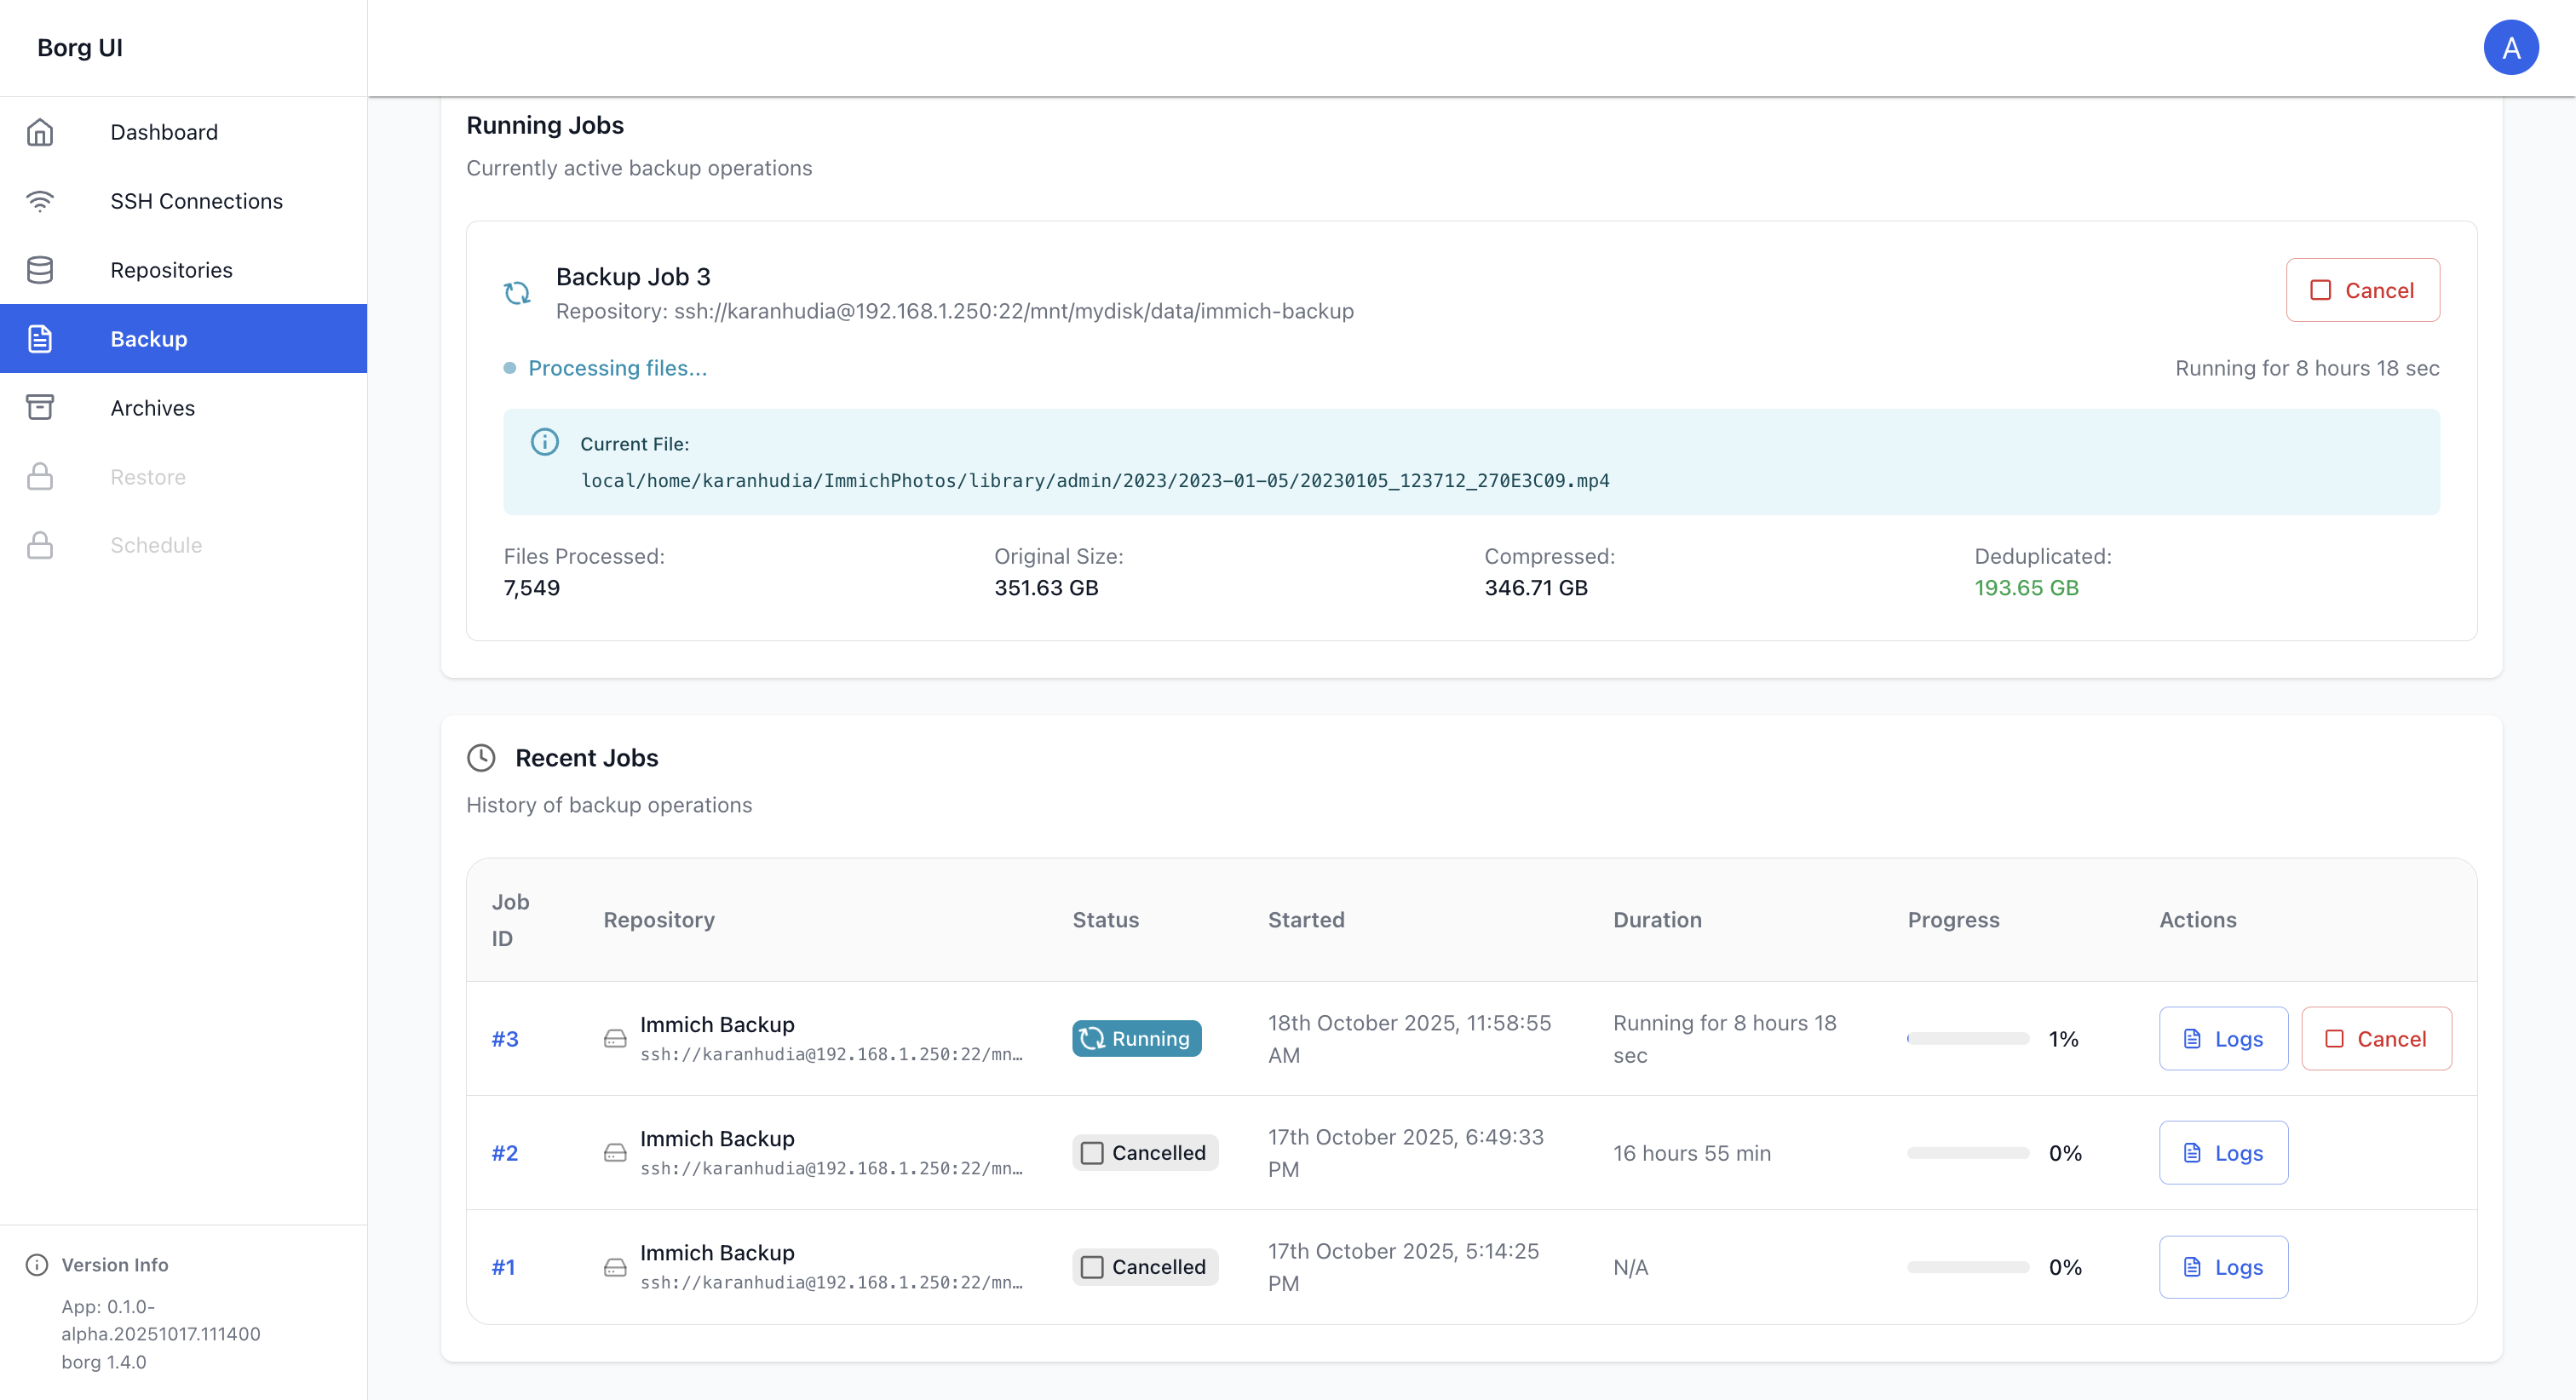 Borg UI
A
Dashboard
SSH Connections
Repositories
Backup
Archives
Restore
Schedule
Version Info
App: 0.1.0-
alpha.20251017.111400
borg 1.4.0
Running Jobs
Currently active backup operations
Backup Job 3
Repository: ssh://karanhudia@192.168.1.250:22/mnt/mydisk/data/immich-backup
Cancel
Processing files...
Running for 8 hours 18 sec
Current File:
local/home/karanhudia/ImmichPhotos/library/admin/2023/2023-01-05/20230105_123712_270E3C09.mp4
Files Processed:
7,549
Original Size:
351.63 GB
Compressed:
346.71 GB
Deduplicated:
193.65 GB
Recent Jobs
History of backup operations
Job
ID
Repository
Status
Started
Duration
Progress
Actions
#3
Immich Backup
ssh://karanhudia@192.168.1.250:22/mn…
Running
18th October 2025, 11:58:55
AM
Running for 8 hours 18
sec
1%
Logs
Cancel
#2
Immich Backup
ssh://karanhudia@192.168.1.250:22/mn…
Cancelled
17th October 2025, 6:49:33
PM
16 hours 55 min
0%
Logs
#1
Immich Backup
ssh://karanhudia@192.168.1.250:22/mn…
Cancelled
17th October 2025, 5:14:25
PM
N/A
0%
Logs